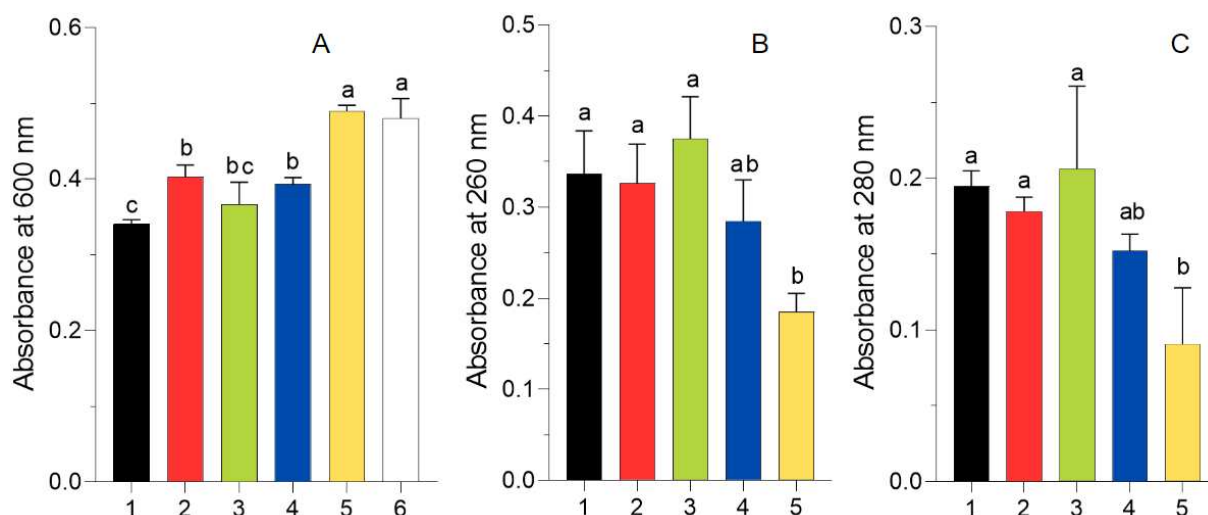 A
Absorbance at 600 nm
0.6
0.4
0.2
0.0
c
b
bc
b
a
a
1 2 3 4 5 6
B
Absorbance at 260 nm
0.5
0.4
0.3
0.2
0.1
0.0
a
a
a
ab
b
1 2 3 4 5
C
Absorbance at 280 nm
0.3
0.2
0.1
0.0
a
a
a
ab
b
1 2 3 4 5